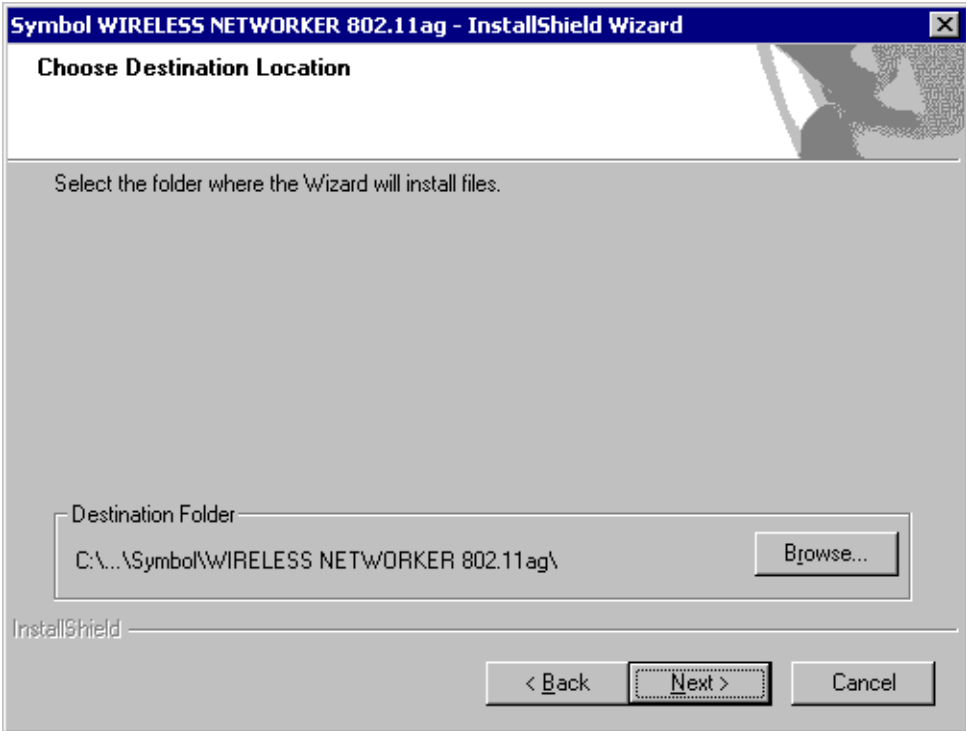 Symbol WIRELESS NETWORKER 802.11ag - InstallShield Wizard
Choose Destination Location
Select the folder where the Wizard will install files.
Destination Folder
C:\...\Symbol\WIRELESS NETWORKER 802.11ag\
Browse...
InstallShield
< Back
Next >
Cancel